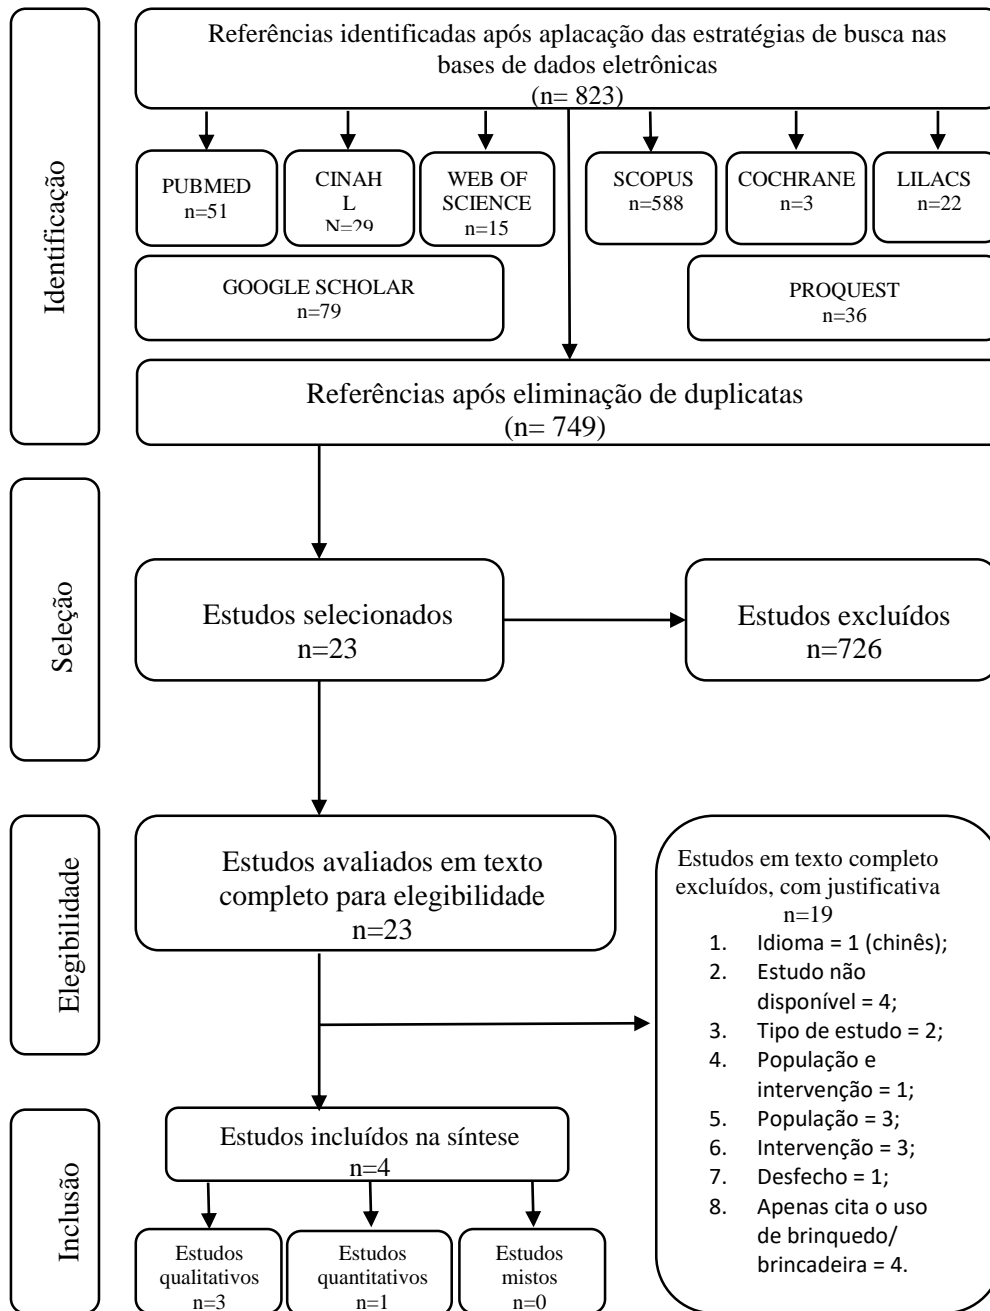 Identificação
Referências identificadas após aplacação das estratégias de busca nas
bases de dados eletrônicas
(n= 823)
PUBMED
n=51
CINAH
L
N=29
WEB OF
SCIENCE
n=15
SCOPUS
n=588
COCHRANE
n=3
LILACS
n=22
GOOGLE SCHOLAR
n=79
PROQUEST
n=36
Referências após eliminação de duplicatas
(n= 749)
Seleção
Estudos selecionados
n=23
Estudos excluídos
n=726
Elegibilidade
Estudos avaliados em texto
completo para elegibilidade
n=23
Estudos em texto completo
excluídos, com justificativa
n=19
1. Idioma = 1 (chinês);
2. Estudo não
disponível = 4;
3. Tipo de estudo = 2;
4. População e
intervenção = 1;
5. População = 3;
6. Intervenção = 3;
7. Desfecho = 1;
8. Apenas cita o uso
de brinquedo/
brincadeira = 4.
Inclusão
Estudos incluídos na síntese
n=4
Estudos
qualitativos
n=3
Estudos
quantitativos
n=1
Estudos
mistos
n=0